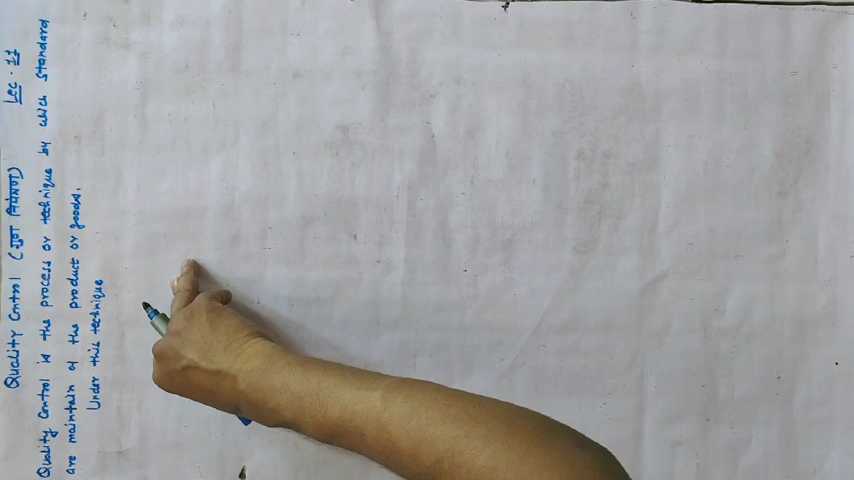 Quality Control (गुण नियंत्रण) Lec - 11
Quality Control is the process or technique by which standard
are maintain of the product or goods.
Under this technique